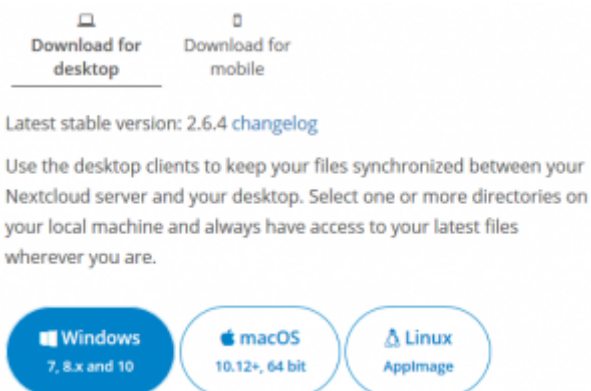 Download for
desktop
Download for
mobile
Latest stable version: 2.6.4 changelog
Use the desktop clients to keep your files synchronized between your
Nextcloud server and your desktop. Select one or more directories on
your local machine and always have access to your latest files
wherever you are.
Windows
7, 8.x and 10
macOS
10.12+, 64 bit
Linux
AppImage